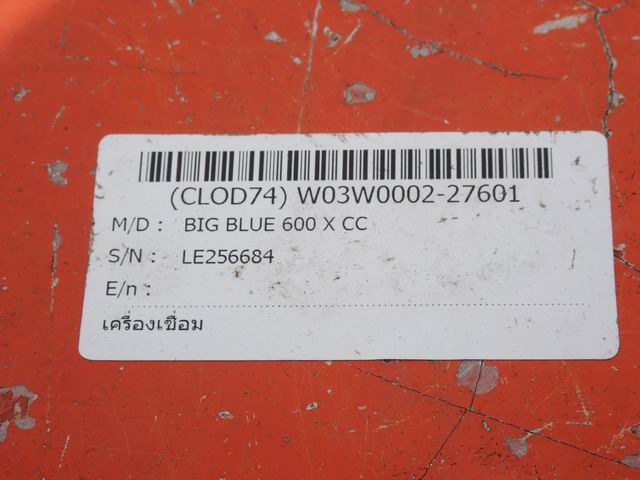 (CLOD74) W03W0002-27601
M/D : BIG BLUE 600 X CC
S/N : LE256684
E/n :
เครื่องเชื่อม